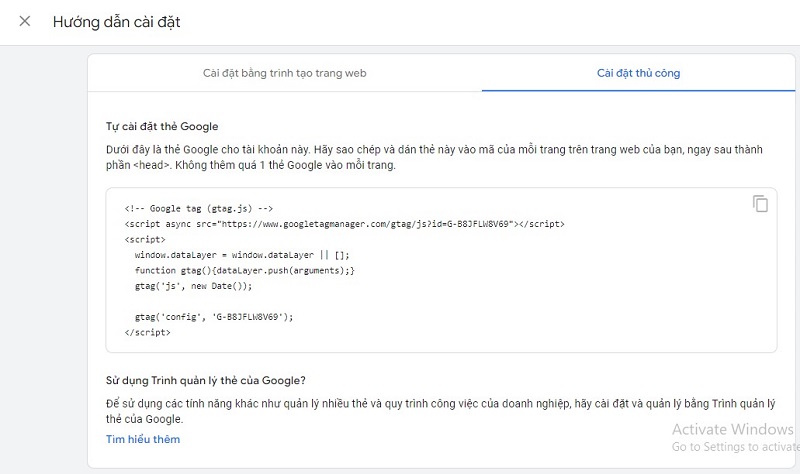 Hướng dẫn cài đặt
Cài đặt bằng trình tạo trang web
Cài đặt thủ công
Tự cài đặt thẻ Google
Dưới đây là thẻ Google cho tài khoản này. Hãy sao chép và dán thẻ này vào mã của mỗi trang trên trang web của bạn, ngay sau thành
phần <head>. Không thêm quá 1 thẻ Google vào mỗi trang.
<!-- Google tag (gtag.js) -->
<script async src="https://www.googletagmanager.com/gtag/js?id=G-B8JFLW8V69"></script>
<script>
  window.dataLayer = window.dataLayer || [];
  function gtag(){dataLayer.push(arguments);}
  gtag('js', new Date());
  gtag('config', 'G-B8JFLW8V69');
</script>
Sử dụng Trình quản lý thẻ của Google?
Để sử dụng các tính năng khác như quản lý nhiều thẻ và quy trình công việc của doanh nghiệp, hãy cài đặt và quản lý bằng Trình quản lý
thẻ của Google.
Tìm hiểu thêm
Activate Windows
Go to Settings to activate